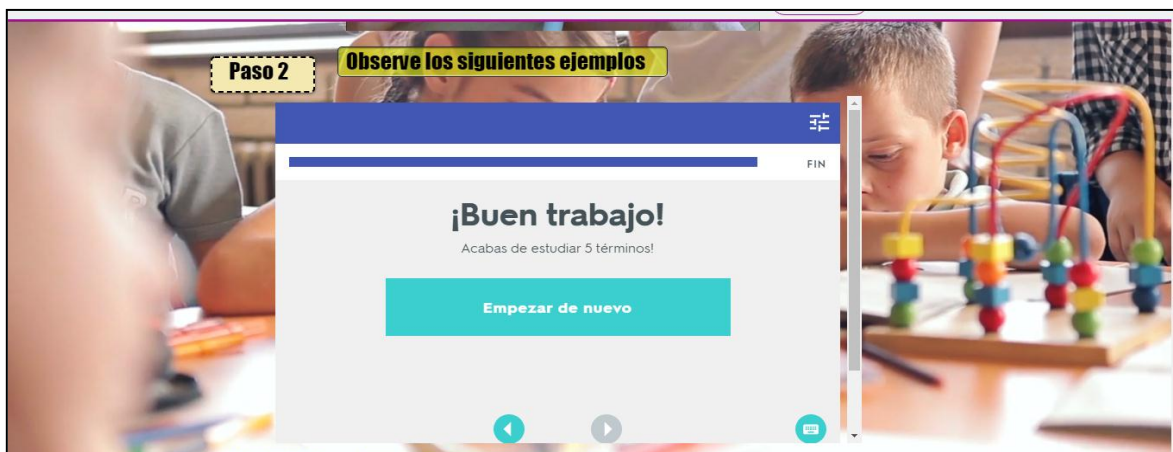 Paso 2
Observe los siguientes ejemplos
FIN
¡Buen trabajo!
Acabas de estudiar 5 términos!
Empezar de nuevo